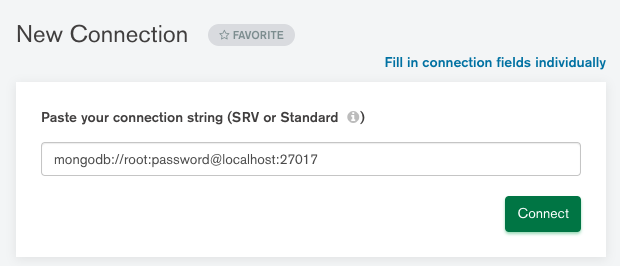 New Connection
FAVORITE
Fill in connection fields individually
Paste your connection string (SRV or Standard i)
mongodb://root:password@localhost:27017
Connect